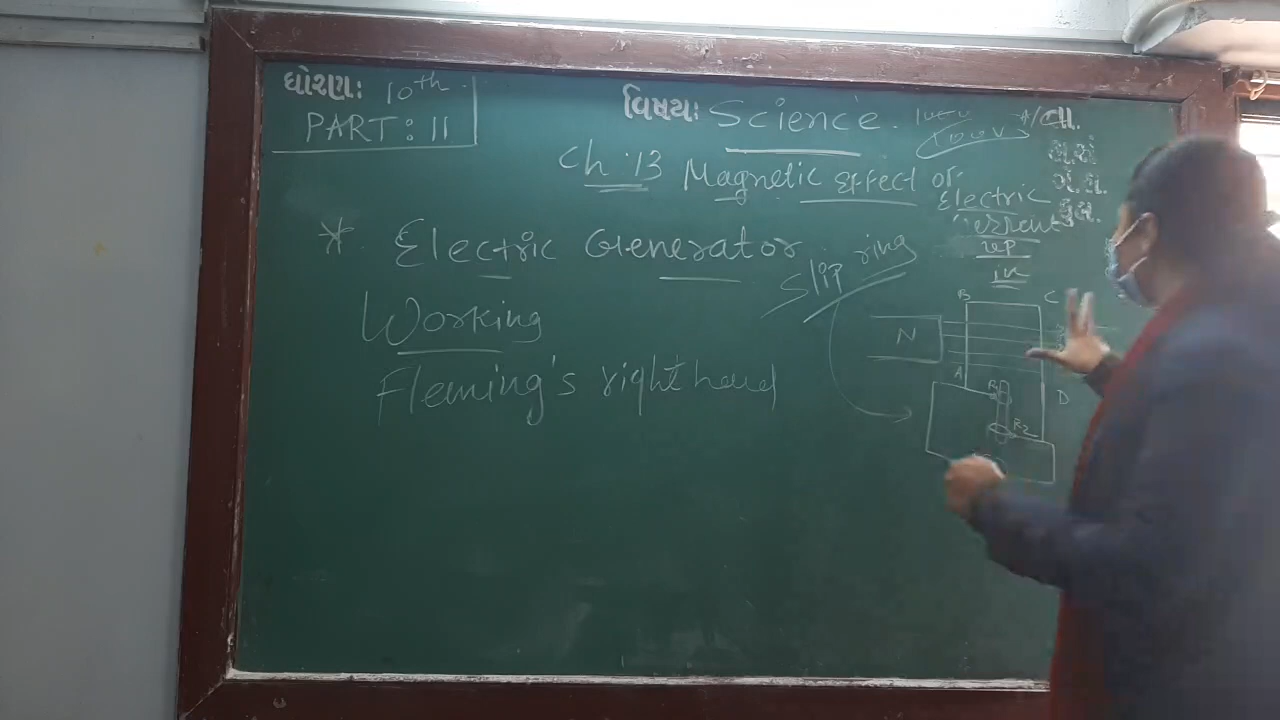 ધોરણ: 10th
PART: 11
વિષય: Science.
Ch:13 Magnetic Effect of
Electric
Current
* Electric Generator
Slip ring
Working
Fleming's right hand
N
B C
A D
R2